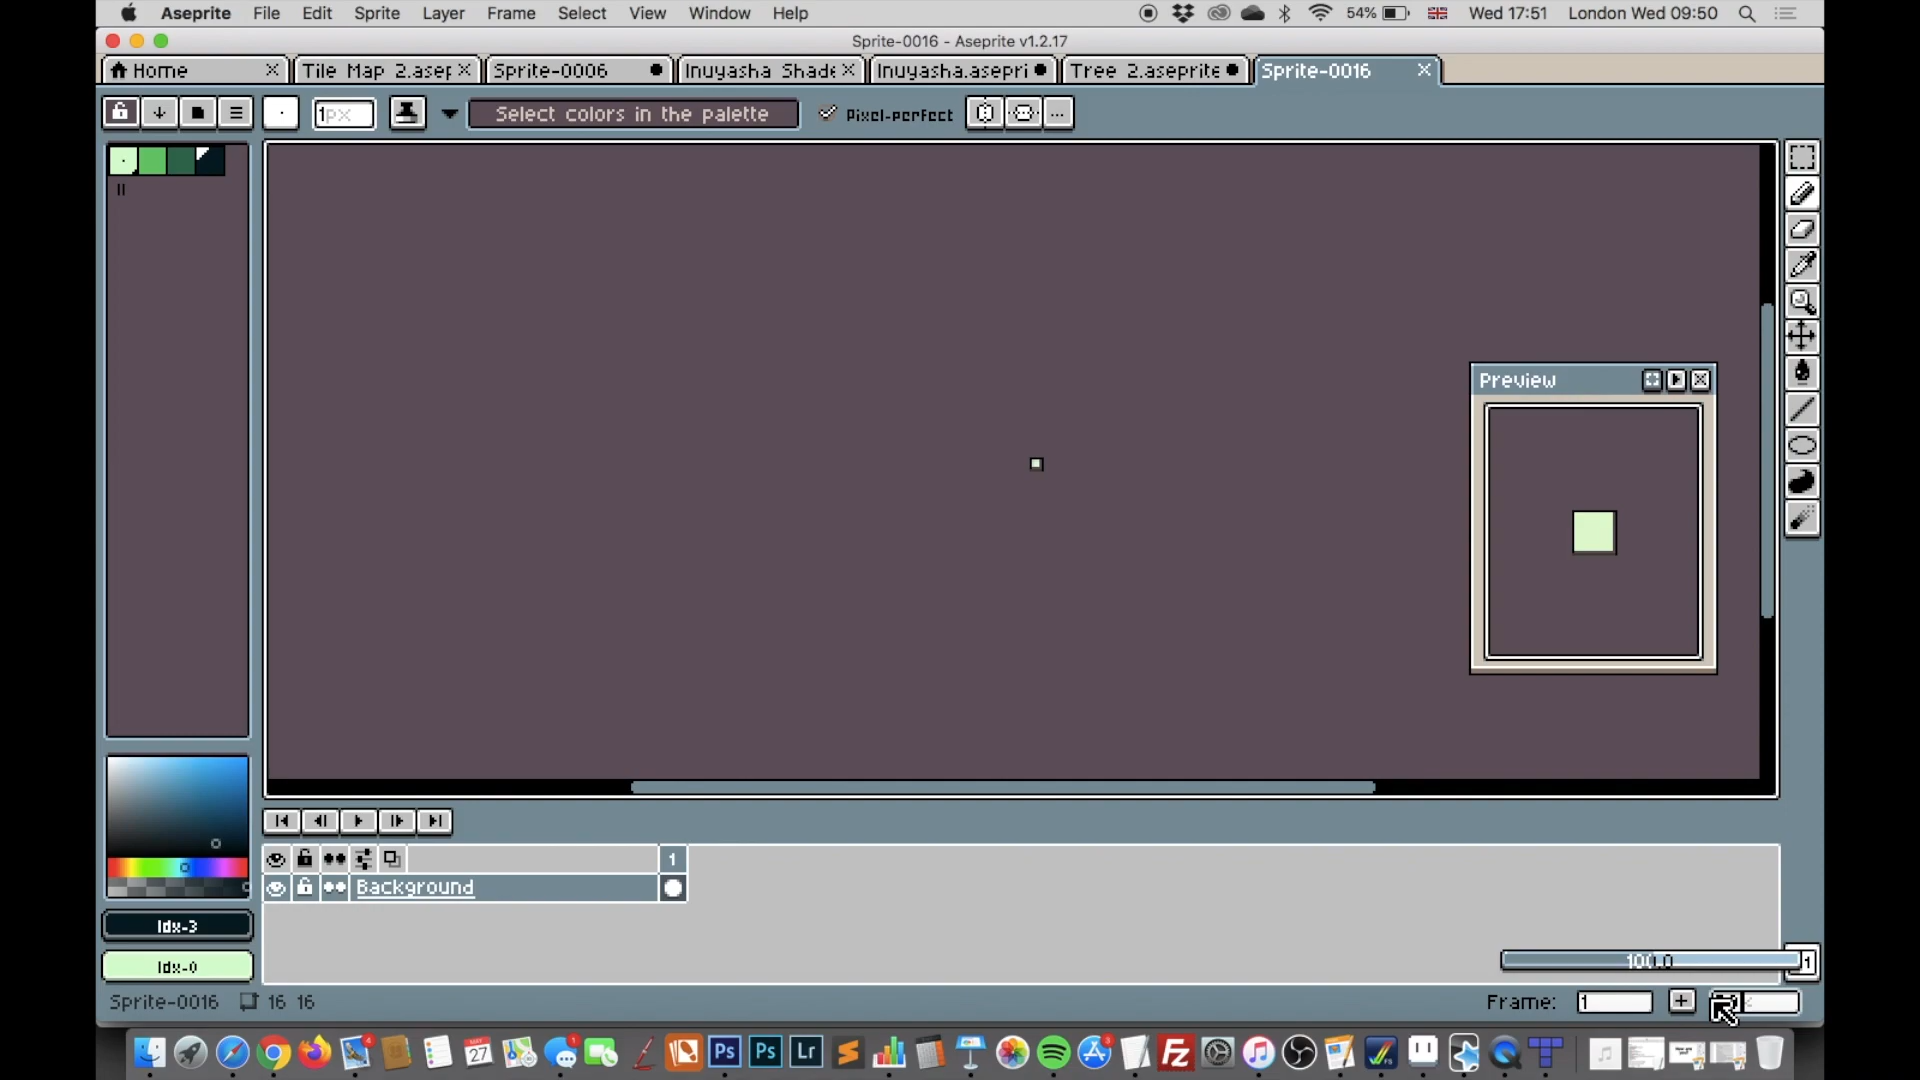 Aseprite File Edit Sprite Layer Frame Select View Window Help 54% Wed 17:51 London Wed 09:50
Sprite-0016 - Aseprite v1.2.17
Home Tile Map 2.asep Sprite-0006 Inuyasha Shade Inuyasha.asepri Tree 2.aseprite Sprite-0016
1px Select colors in the palette Pixel-perfect ...
Preview
1
Background
Idx-3
Idx-0
100.0 1
Sprite-0016 16 16 Frame: 1 +
27 Ps Ps Lr FZ